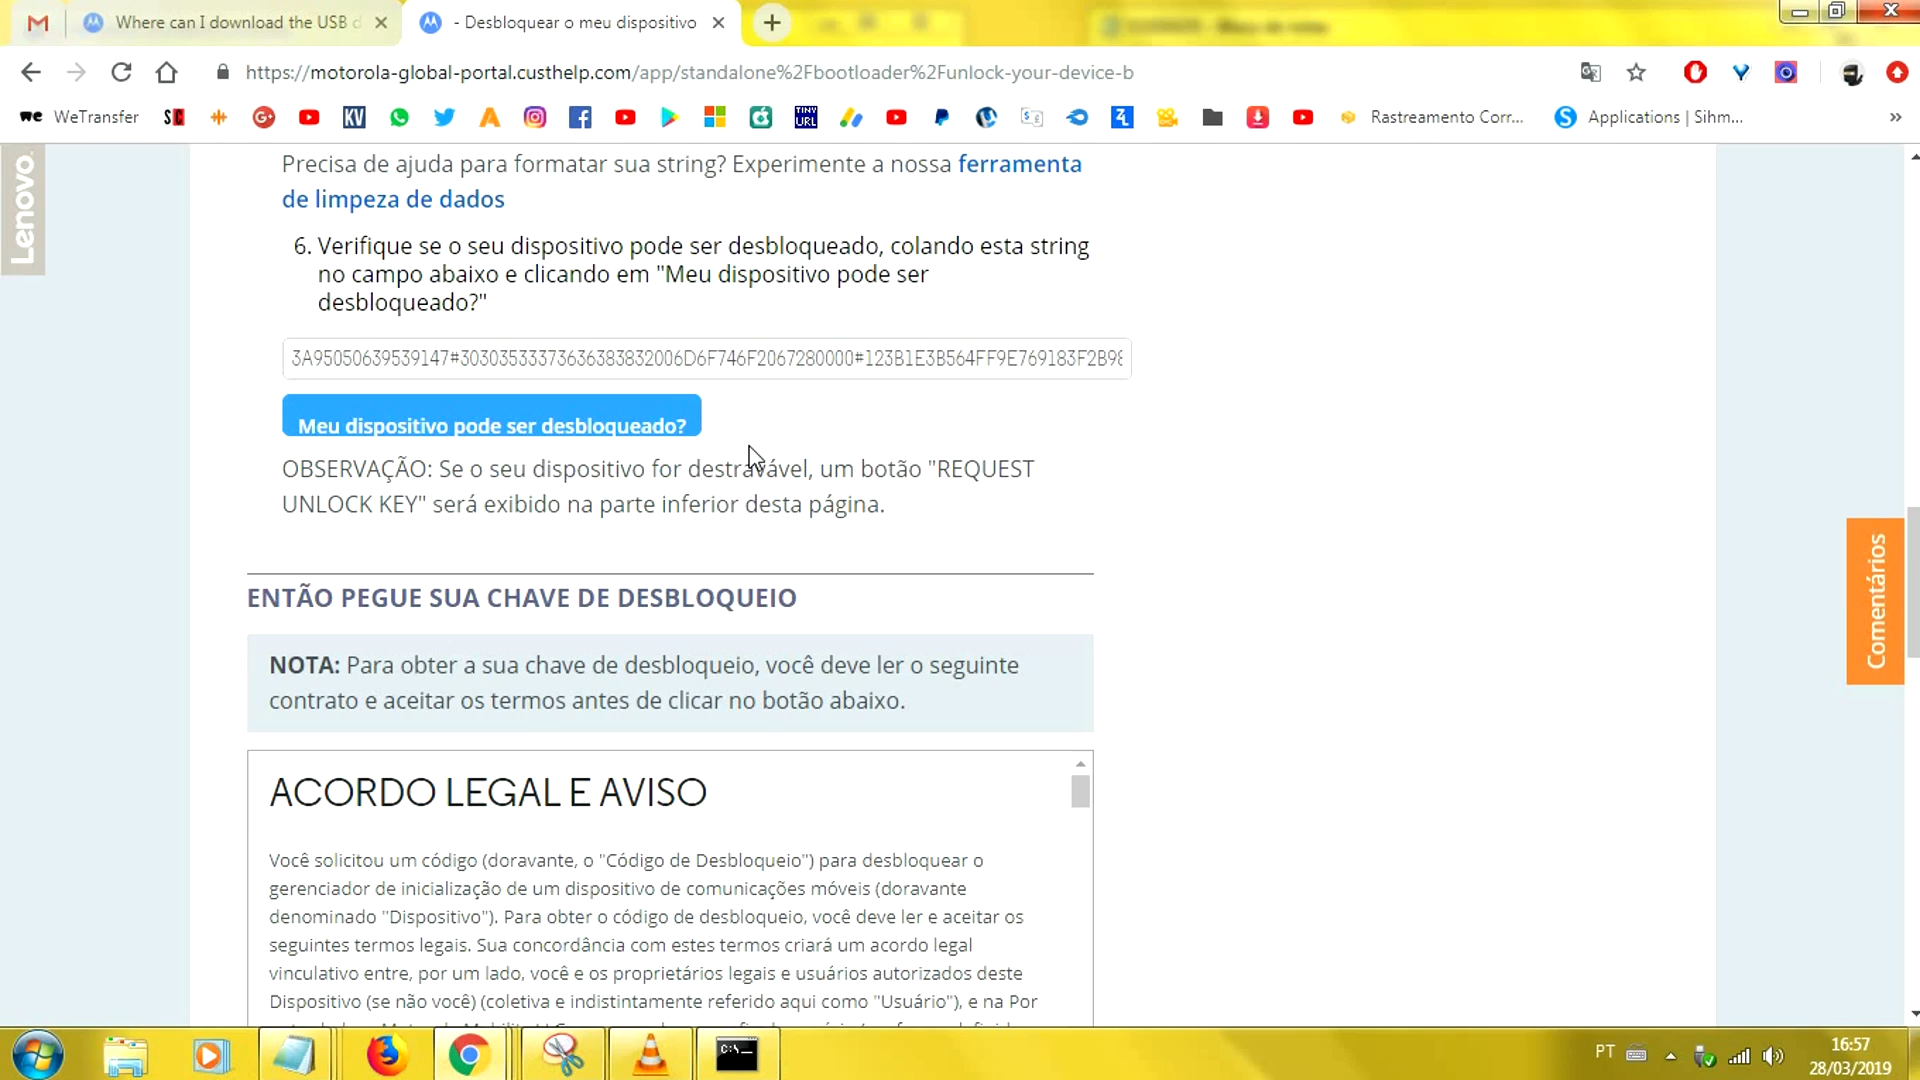 Where can I download the USB d
- Desbloquear o meu dispositivo
https://motorola-global-portal.custhelp.com/app/standalone%2Fbootloader%2Funlock-your-device-b
we WeTransfer
SC
KV
TINY
URL
Rastreamento Corr...
Applications | Sihm...
»
Lenovo
Precisa de ajuda para formatar sua string? Experimente a nossa ferramenta
de limpeza de dados
6. Verifique se o seu dispositivo pode ser desbloqueado, colando esta string
no campo abaixo e clicando em "Meu dispositivo pode ser
desbloqueado?"
3A95050639539147#30303533373636383832006D6F746F2067280000#123B1E3B564FF9E769183F2B98
Meu dispositivo pode ser desbloqueado?
OBSERVAÇÃO: Se o seu dispositivo for destravável, um botão "REQUEST
UNLOCK KEY" será exibido na parte inferior desta página.
ENTÃO PEGUE SUA CHAVE DE DESBLOQUEIO
NOTA: Para obter a sua chave de desbloqueio, você deve ler o seguinte
contrato e aceitar os termos antes de clicar no botão abaixo.
Comentários
ACORDO LEGAL E AVISO
Você solicitou um código (doravante, o "Código de Desbloqueio") para desbloquear o
gerenciador de inicialização de um dispositivo de comunicações móveis (doravante
denominado "Dispositivo"). Para obter o código de desbloqueio, você deve ler e aceitar os
seguintes termos legais. Sua concordância com estes termos criará um acordo legal
vinculativo entre, por um lado, você e os proprietários legais e usuários autorizados deste
Dispositivo (se não você) (coletiva e indistintamente referido aqui como "Usuário"), e na Por
C:\._
PT
16:57
28/03/2019